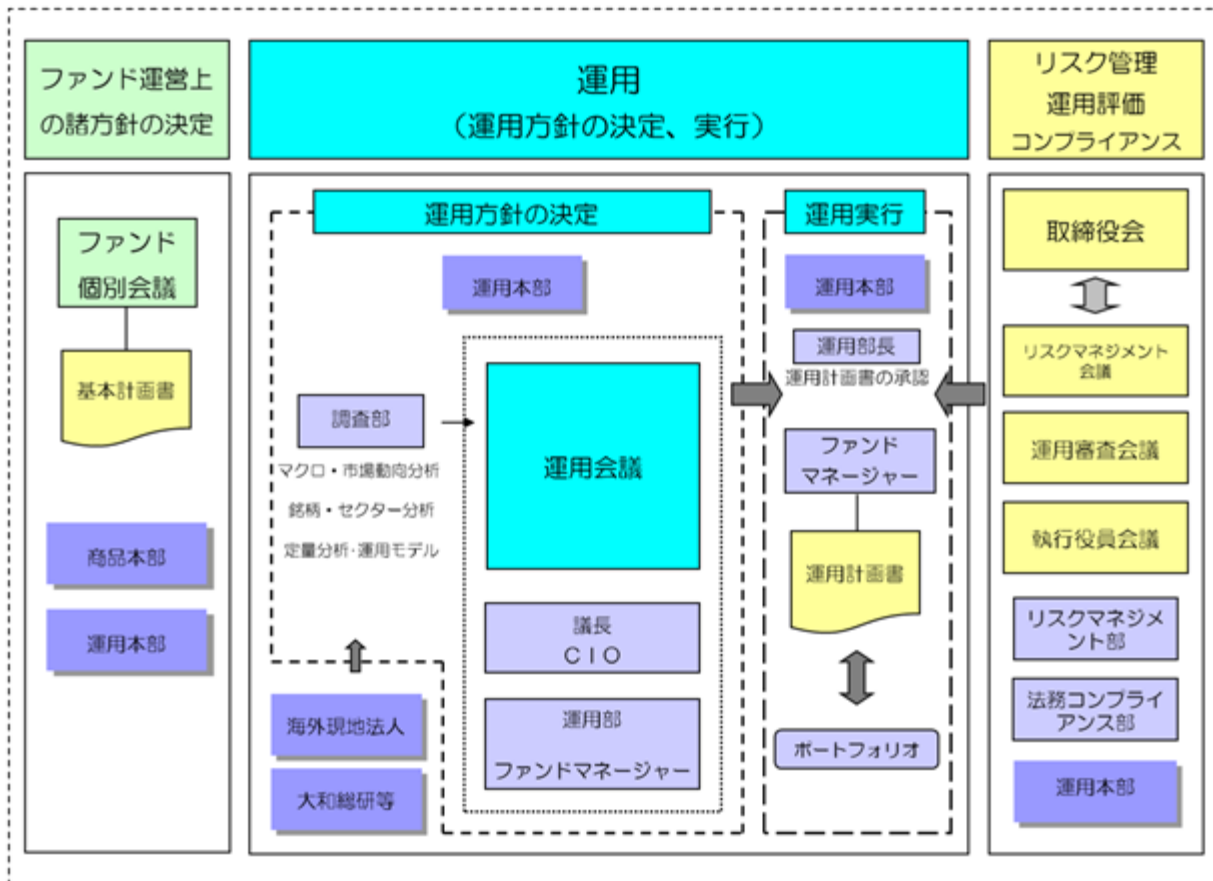 ファンド運営上
の諸方針の決定
運用
（運用方針の決定、実行）
リスク管理
運用評価
コンプライアンス
ファンド
個別会議
基本計画書
商品本部
運用本部
運用方針の決定
運用本部
調査部
マクロ・市場動向分析
銘柄・セクター分析
定量分析・運用モデル
海外現地法人
大和総研等
運用会議
議長
ＣＩＯ
運用部
ファンドマネージャー
運用実行
運用本部
運用部長
運用計画書の承認
ファンド
マネージャー
運用計画書
ポートフォリオ
取締役会
リスクマネジメント
会議
運用審査会議
執行役員会議
リスクマネジメ
ント部
法務コンプライ
アンス部
運用本部